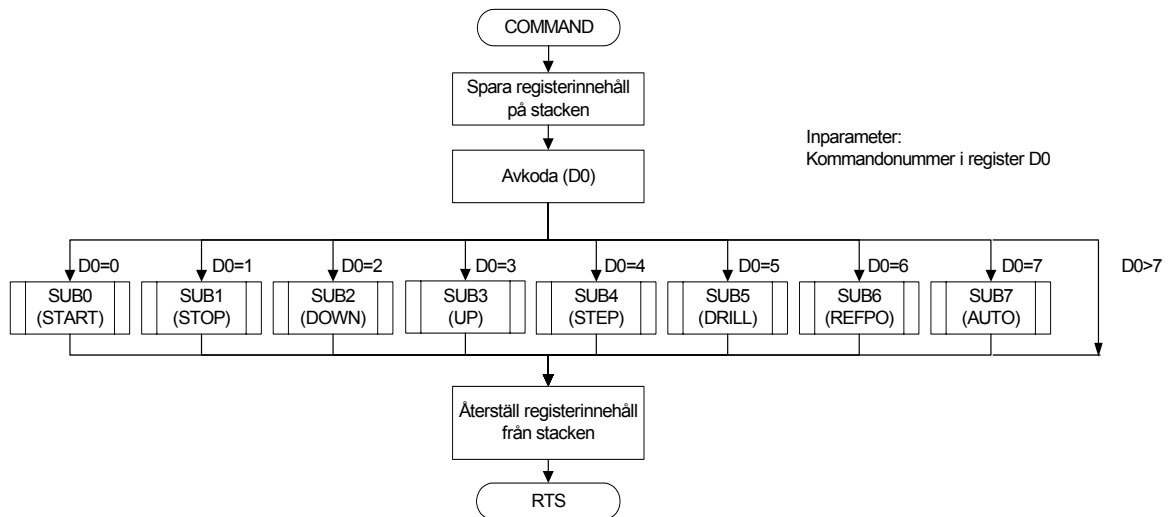 COMMAND
Spara registerinnehåll
på stacken
Inparameter:
Kommandonummer i register D0
Avkoda (D0)
D0=0
D0=1
D0=2
D0=3
D0=4
D0=5
D0=6
D0=7
D0>7
SUB0
(START)
SUB1
(STOP)
SUB2
(DOWN)
SUB3
(UP)
SUB4
(STEP)
SUB5
(DRILL)
SUB6
(REFPO)
SUB7
(AUTO)
Återställ registerinnehåll
från stacken
RTS